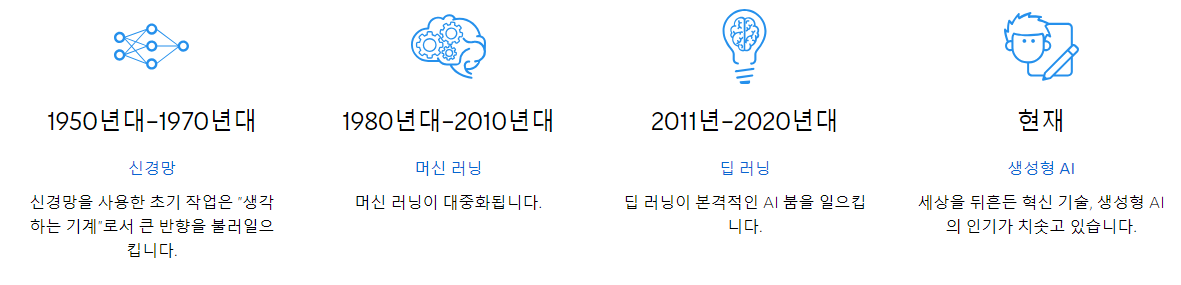 1950년대–1970년대
신경망
신경망을 사용한 초기 작업은 "생각
하는 기계"로서 큰 반향을 불러일으
킵니다.
1980년대–2010년대
머신 러닝
머신 러닝이 대중화됩니다.
2011년–2020년대
딥 러닝
딥 러닝이 본격적인 AI 붐을 일으킵
니다.
현재
생성형 AI
세상을 뒤흔든 혁신 기술, 생성형 AI
의 인기가 치솟고 있습니다.